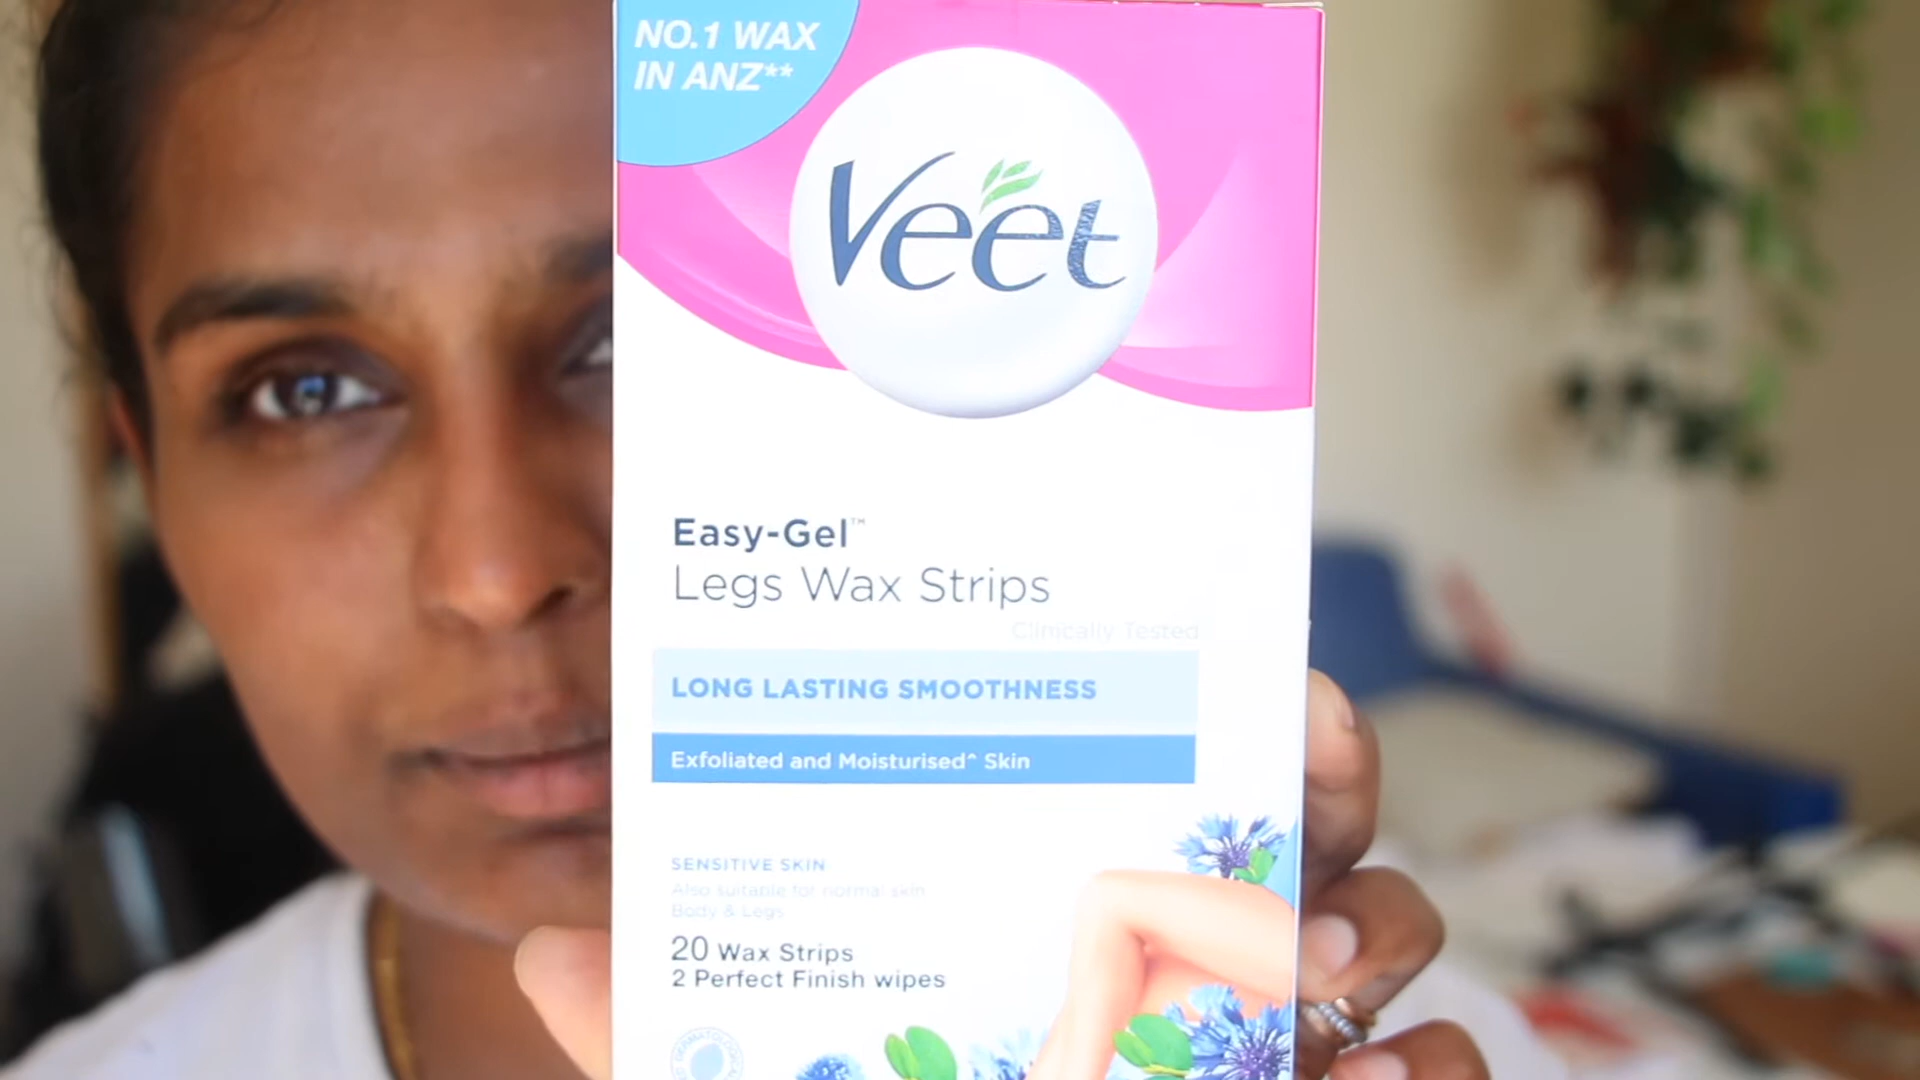 NO.1 WAX
IN ANZ**
Veet
Easy-Gel™
Legs Wax Strips
Clinically Tested
LONG LASTING SMOOTHNESS
Exfoliated and Moisturised^ Skin
SENSITIVE SKIN
Also suitable for normal skin
Body & Legs
20 Wax Strips
2 Perfect Finish wipes